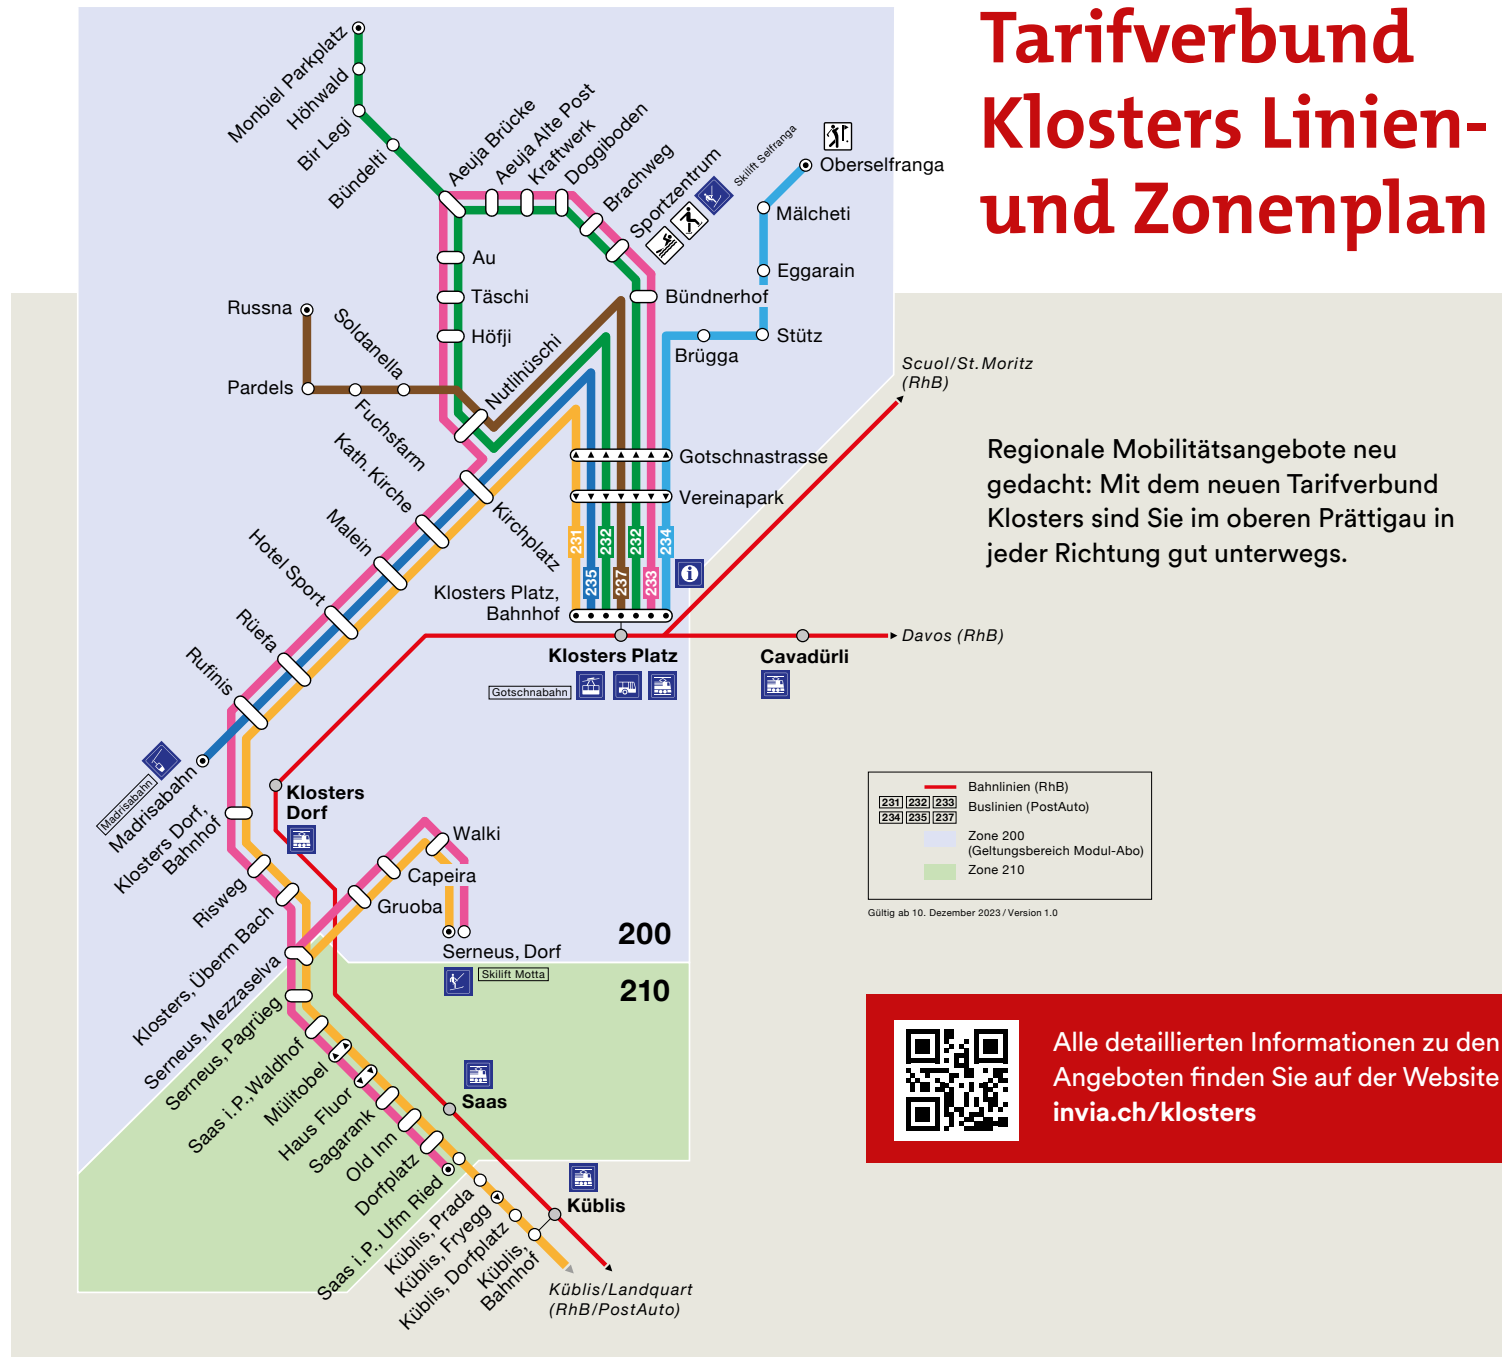 Tarifverbund
Klosters Linien-
und Zonenplan
Regionale Mobilitätsangebote neu
gedacht: Mit dem neuen Tarifverbund
Klosters sind Sie im oberen Prättigau in
jeder Richtung gut unterwegs.
Monbiel Parkplatz
Höhwald
Bir Legi
Bündelti
Aeuja Brücke
Aeuja Alte Post
Kraftwerk
Doggiboden
Brachweg
Sportzentrum
Skilift Selfranga
Oberselfranga
Mälcheti
Eggarain
Stütz
Brügga
Bündnerhof
Au
Täschi
Höfji
Russna
Soldanella
Pardels
Fuchsfarm
Nutlihüschi
Kath. Kirche
Kirchplatz
Malein
Hotel Sport
Rüefa
Rufinis
Gotschnastrasse
Vereinapark
231
235
232
237
232
233
234
Klosters Platz,
Bahnhof
Scuol/St. Moritz
(RhB)
Davos (RhB)
Klosters Platz
Gotschnabahn
Cavadürli
Madrisabahn
Madrisabahn
Klosters Dorf,
Bahnhof
Klosters
Dorf
Risweg
Klosters, Überm Bach
Walki
Capeira
Gruoba
Serneus, Dorf
Skilift Motta
200
210
Serneus, Mezzaselva
Serneus, Pagrüeg
Saas i. P., Waldhof
Mülitobel
Haus Fluor
Sagarank
Old Inn
Dorfplatz
Saas i. P., Ufm Ried
Küblis, Prada
Küblis, Fryegg
Küblis, Dorfplatz
Küblis,
Bahnhof
Saas
Küblis
Küblis/Landquart
(RhB/PostAuto)
Bahnlinien (RhB)
231 232 233
234 235 237
Buslinien (PostAuto)
Zone 200
(Geltungsbereich Modul-Abo)
Zone 210
Gültig ab 10. Dezember 2023 / Version 1.0
Alle detaillierten Informationen zu den
Angeboten finden Sie auf der Website
invia.ch/klosters